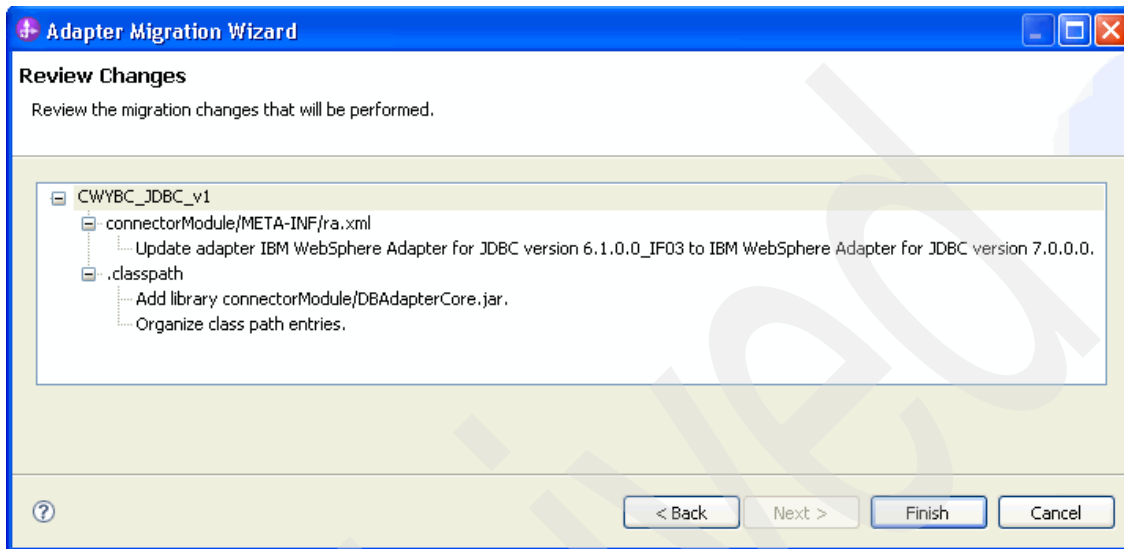 Adapter Migration Wizard
Review Changes
Review the migration changes that will be performed.
CWYBC_JDBC_v1
connectorModule/META-INF/ra.xml
Update adapter IBM WebSphere Adapter for JDBC version 6.1.0.0_IF03 to IBM WebSphere Adapter for JDBC version 7.0.0.0.
.classpath
Add library connectorModule/DBAdapterCore.jar.
Organize class path entries.
< Back Next > Finish Cancel